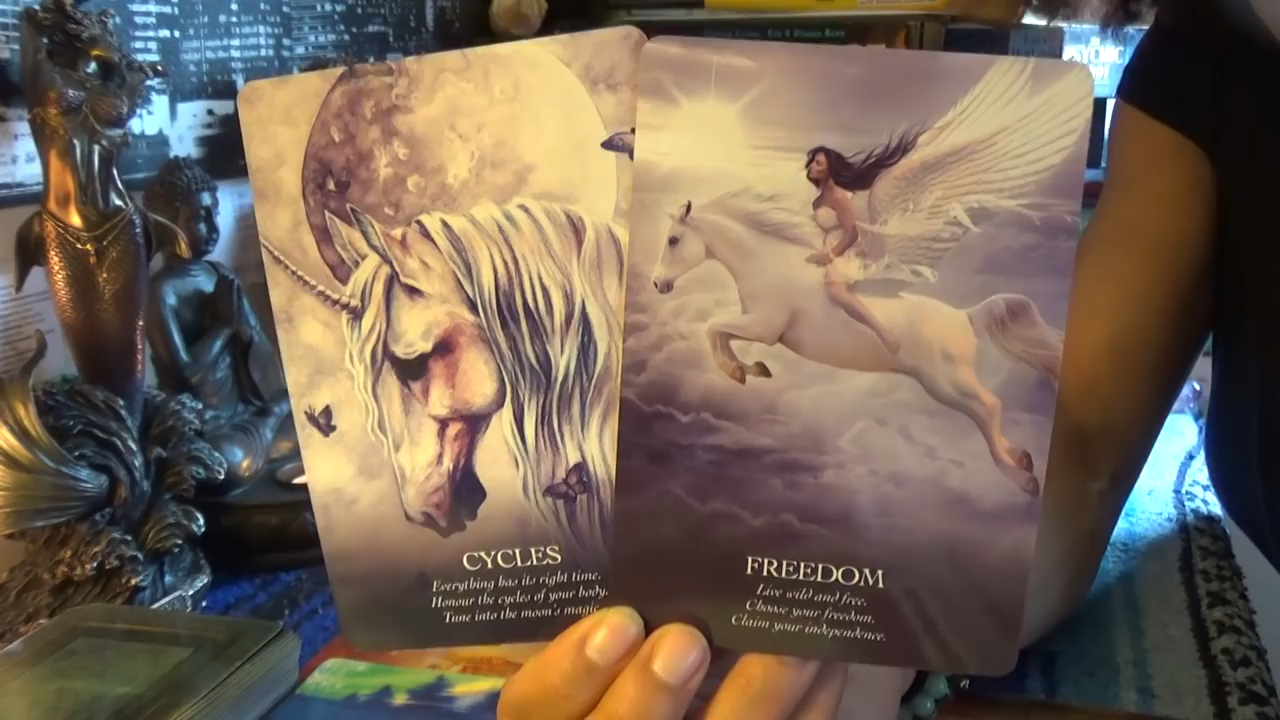 CYCLES
Everything has its right time.
Honour the cycles of your body.
Tune into the moon's magic
FREEDOM
Live wild and free.
Choose your freedom.
Claim your independence.
PSYCHIC